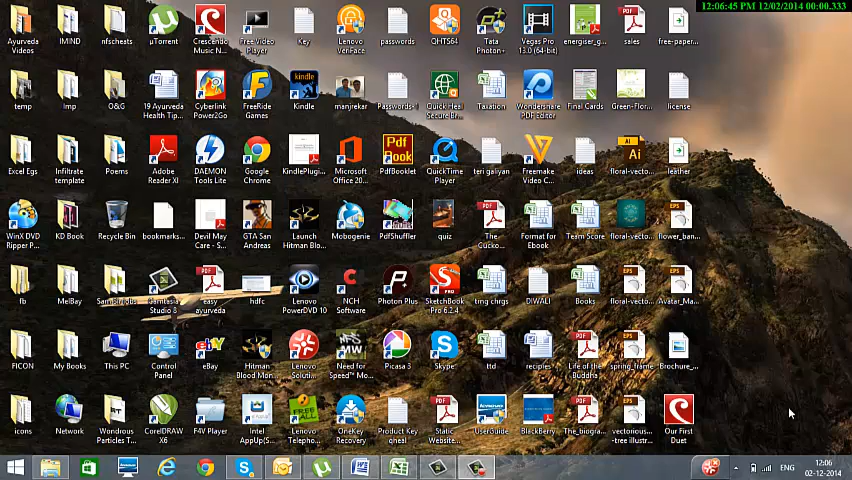 12:06:45 PM 12/02/2014 00:00.333
Ayurveda Videos
IMIND
nfscheats
µTorrent
Crescendo Music N...
Free Video Player
Key
Lenovo VeriFace
passwords
QHTS64
Tata Photon+
Vegas Pro 13.0 (64-bit)
energiser_g...
sales
free-paper...
temp
Imp
O&G
19 Ayurveda Health Tip...
Cyberlink Power2Go
FreeRide Games
Kindle
manjrekar
Passwords-1
Quick Heal Secure Br...
Taxation
Wondershare PDF Editor
Final Cards
Green-Flor...
license
Excel Egs
Infiltrate template
Poems
Adobe Reader XI
DAEMON Tools Lite
Google Chrome
KindlePlugi...
Microsoft Office 20...
PdfBooklet
QuickTime Player
teri galiyan
Freemake Video C...
ideas
floral-vecto...
leather
WinX DVD Ripper P...
KD Book
Recycle Bin
bookmarks...
Devil May Care - S...
GTA San Andreas
Launch Hitman Blo...
Mobogenie
PdfShuffler
quiz
The Cucko...
Format for Ebook
Team Score
floral-vecto...
flower_ban...
fb
MelBay
Camtasia Studio 8
easy ayurveda
hdfc
Lenovo PowerDVD 10
NCH Software
Photon Plus
SketchBook Pro 6.2.4
trng chrgs
DIWALI
Books
floral-vecto...
Avatar_Ma...
FICON
My Books
This PC
Control Panel
eBay
Hitman Blood Mon...
Lenovo Soluti...
Need for Speed™ Mo...
Picasa 3
Skype
ttd
recipies
Life of the Buddha
spring_frame
Brochure_...
icons
Network
Wondrous Particles T...
CorelDRAW X6
F4V Player
Intel AppUp(S...
Lenovo Telepho...
OneKey Recovery
Product Key qheal
Static Website...
UserGuide
BlackBerry
The_biogra...
vectorious -tree illustr...
Our First Duet
ENG
12:06
02-12-2014